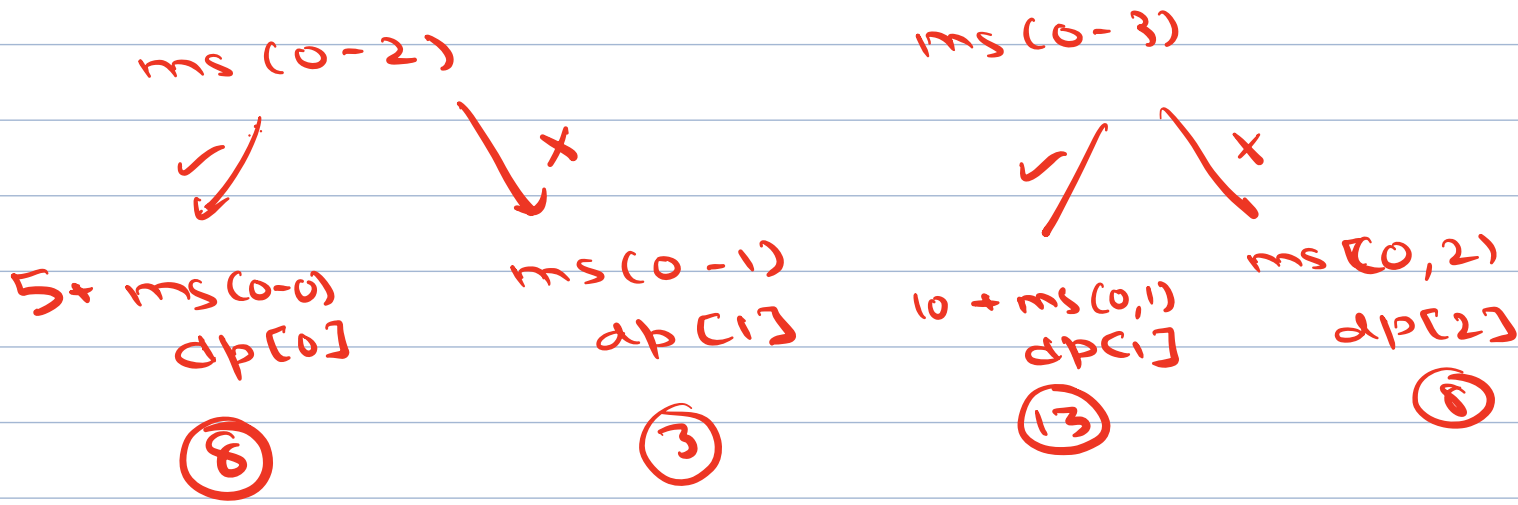 ms (0-2)
ms (0-3)
5+ ms(0-0)
dp[0]
8
ms(0-1)
dp[1]
3
10 + ms(0,1)
dp[1]
13
ms(0,2)
dp[2]
8